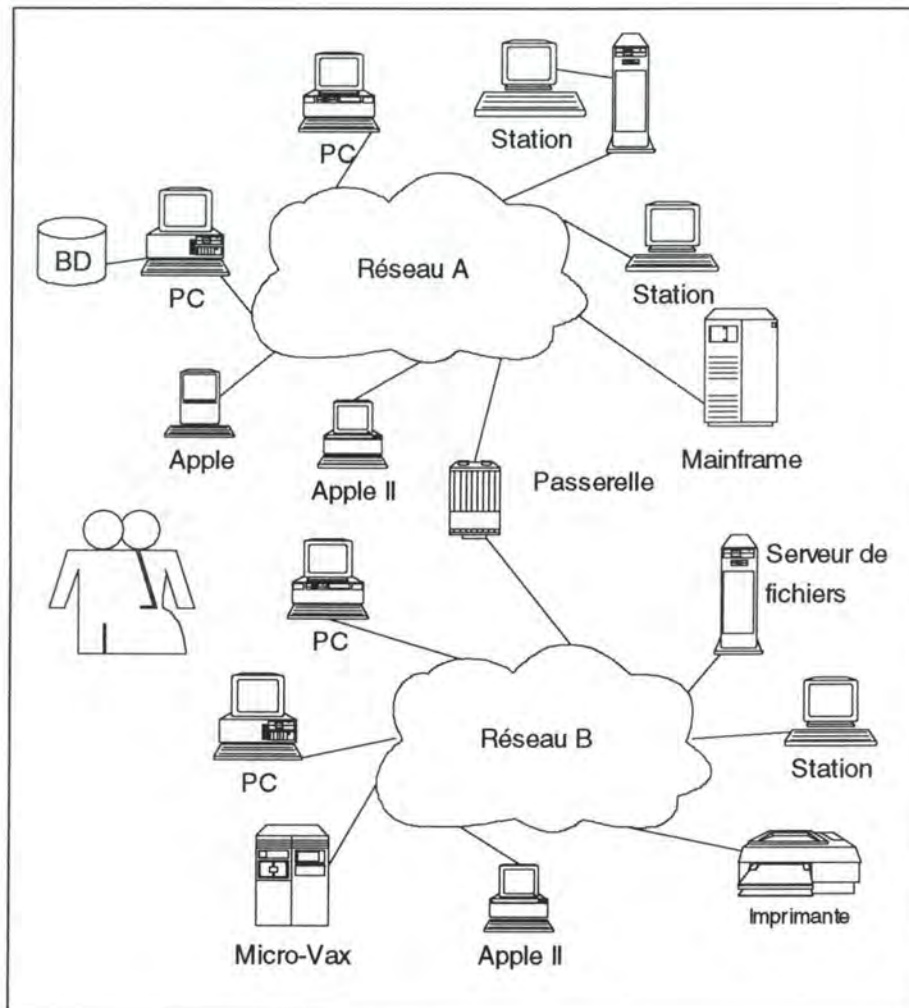 Station
PC
BD
PC
Réseau A
Station
Apple
Apple II
Passerelle
Mainframe
Serveur de
fichiers
PC
PC
Réseau B
Station
Micro-Vax
Apple II
Imprimante